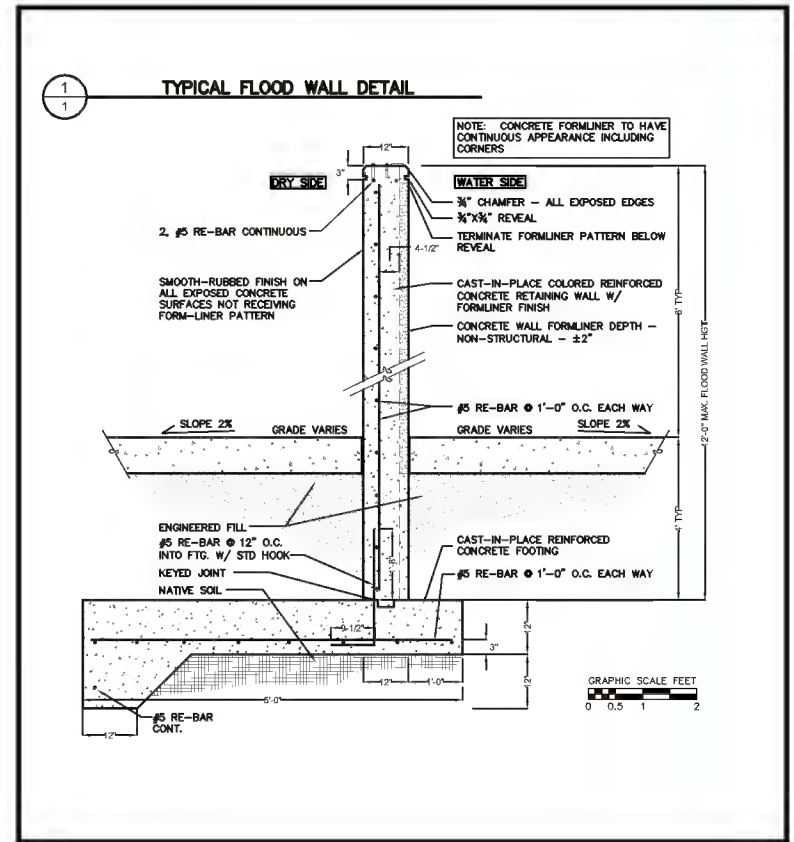 1
1
TYPICAL FLOOD WALL DETAIL
NOTE: CONCRETE FORMLINER TO HAVE
CONTINUOUS APPEARANCE INCLUDING
CORNERS
12"
3"
DRY SIDE
WATER SIDE
¾" CHAMFER – ALL EXPOSED EDGES
¾"X¾" REVEAL
2, #5 RE-BAR CONTINUOUS
TERMINATE FORMLINER PATTERN BELOW
REVEAL
4-1/2"
SMOOTH-RUBBED FINISH ON
ALL EXPOSED CONCRETE
SURFACES NOT RECEIVING
FORM-LINER PATTERN
CAST-IN-PLACE COLORED REINFORCED
CONCRETE RETAINING WALL W/
FORMLINER FINISH
CONCRETE WALL FORMLINER DEPTH –
NON-STRUCTURAL – ±2"
TYP
12'-0" MAX. FLOOD WALL HGT
#5 RE-BAR @ 1'-0" O.C. EACH WAY
SLOPE 2%
GRADE VARIES
GRADE VARIES
SLOPE 2%
ENGINEERED FILL
#5 RE-BAR @ 12" O.C.
INTO FTG. W/ STD HOOK
KEYED JOINT
NATIVE SOIL
CAST-IN-PLACE REINFORCED
CONCRETE FOOTING
#5 RE-BAR @ 1'-0" O.C. EACH WAY
4' TYP
9-1/2"
12"
3"
12"
12"
1'-0"
12"
#5 RE-BAR
CONT.
GRAPHIC SCALE FEET
0 0.5 1 2